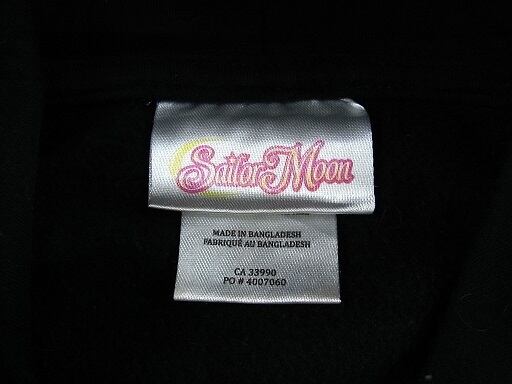 Sailor Moon
MADE IN BANGLADESH
FABRIQUÉ AU BANGLADESH
CA 33990
PO # 4007060